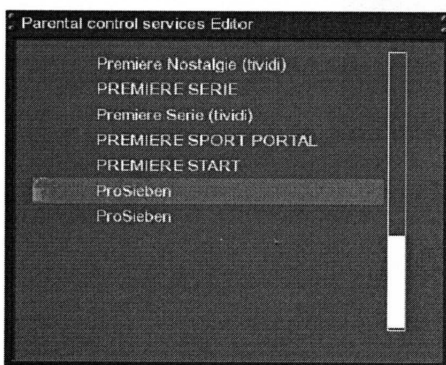 Parental control services Editor
Premiere Nostalgie (tividi)
PREMIERE SERIE
Premiere Serie (tividi)
PREMIERE SPORT PORTAL
PREMIERE START
ProSieben
ProSieben